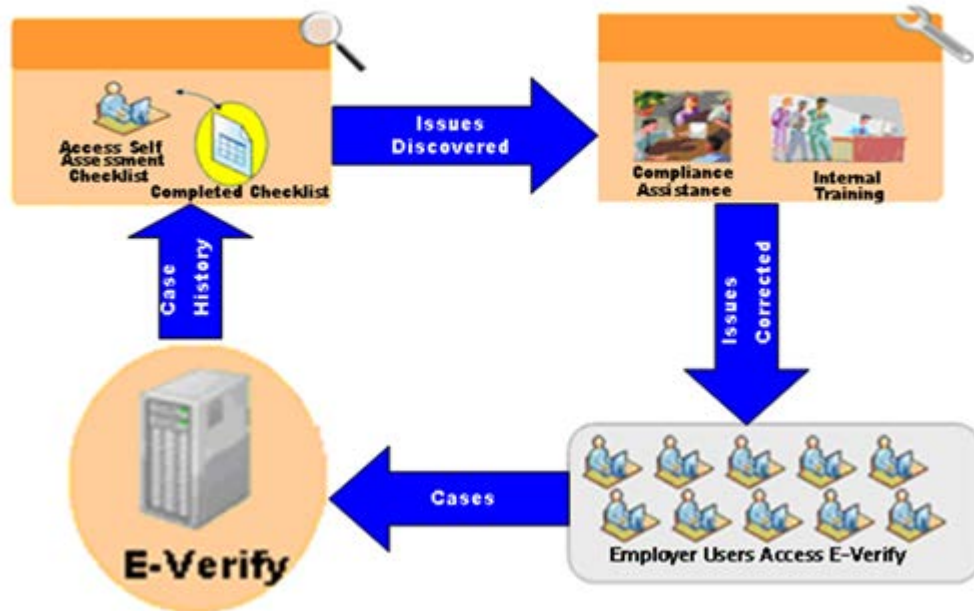 Access Self
Assessment
Checklist
Completed Checklist
Issues
Discovered
Compliance
Assistance
Internal
Training
Case
History
Issues
Corrected
E-Verify
Cases
Employer Users Access E-Verify